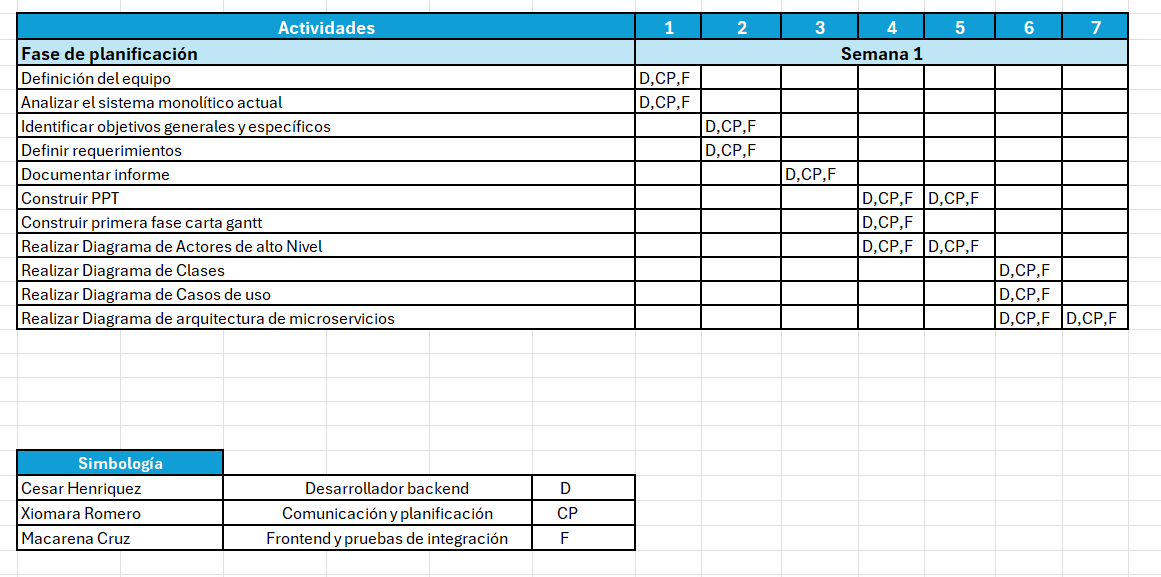 Actividades 1 2 3 4 5 6 7
Fase de planificación Semana 1
Definición del equipo D,CP,F
Analizar el sistema monolítico actual D,CP,F
Identificar objetivos generales y específicos D,CP,F
Definir requerimientos D,CP,F
Documentar informe D,CP,F
Construir PPT D,CP,F D,CP,F
Construir primera fase carta gantt D,CP,F
Realizar Diagrama de Actores de alto Nivel D,CP,F D,CP,F
Realizar Diagrama de Clases D,CP,F
Realizar Diagrama de Casos de uso D,CP,F
Realizar Diagrama de arquitectura de microservicios D,CP,F D,CP,F
Simbología
Cesar Henriquez Desarrollador backend D
Xiomara Romero Comunicación y planificación CP
Macarena Cruz Frontend y pruebas de integración F